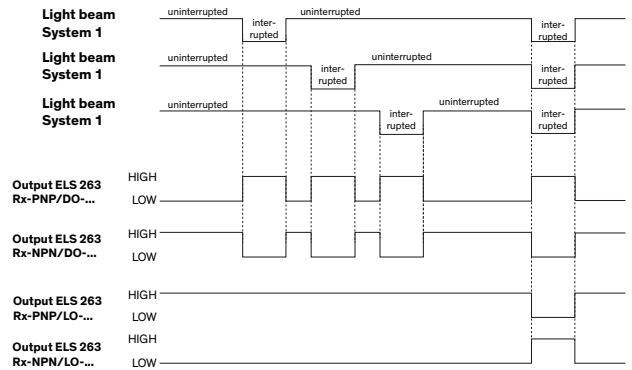 Light beam
System 1
uninterrupted
inter-
rupted
uninterrupted
inter-
rupted
Light beam
System 1
uninterrupted
inter-
rupted
uninterrupted
inter-
rupted
Light beam
System 1
uninterrupted
inter-
rupted
uninterrupted
inter-
rupted
Output ELS 263
Rx-PNP/DO-...
HIGH
LOW
Output ELS 263
Rx-NPN/DO-...
HIGH
LOW
Output ELS 263
Rx-PNP/LO-...
HIGH
LOW
Output ELS 263
Rx-NPN/LO-...
HIGH
LOW